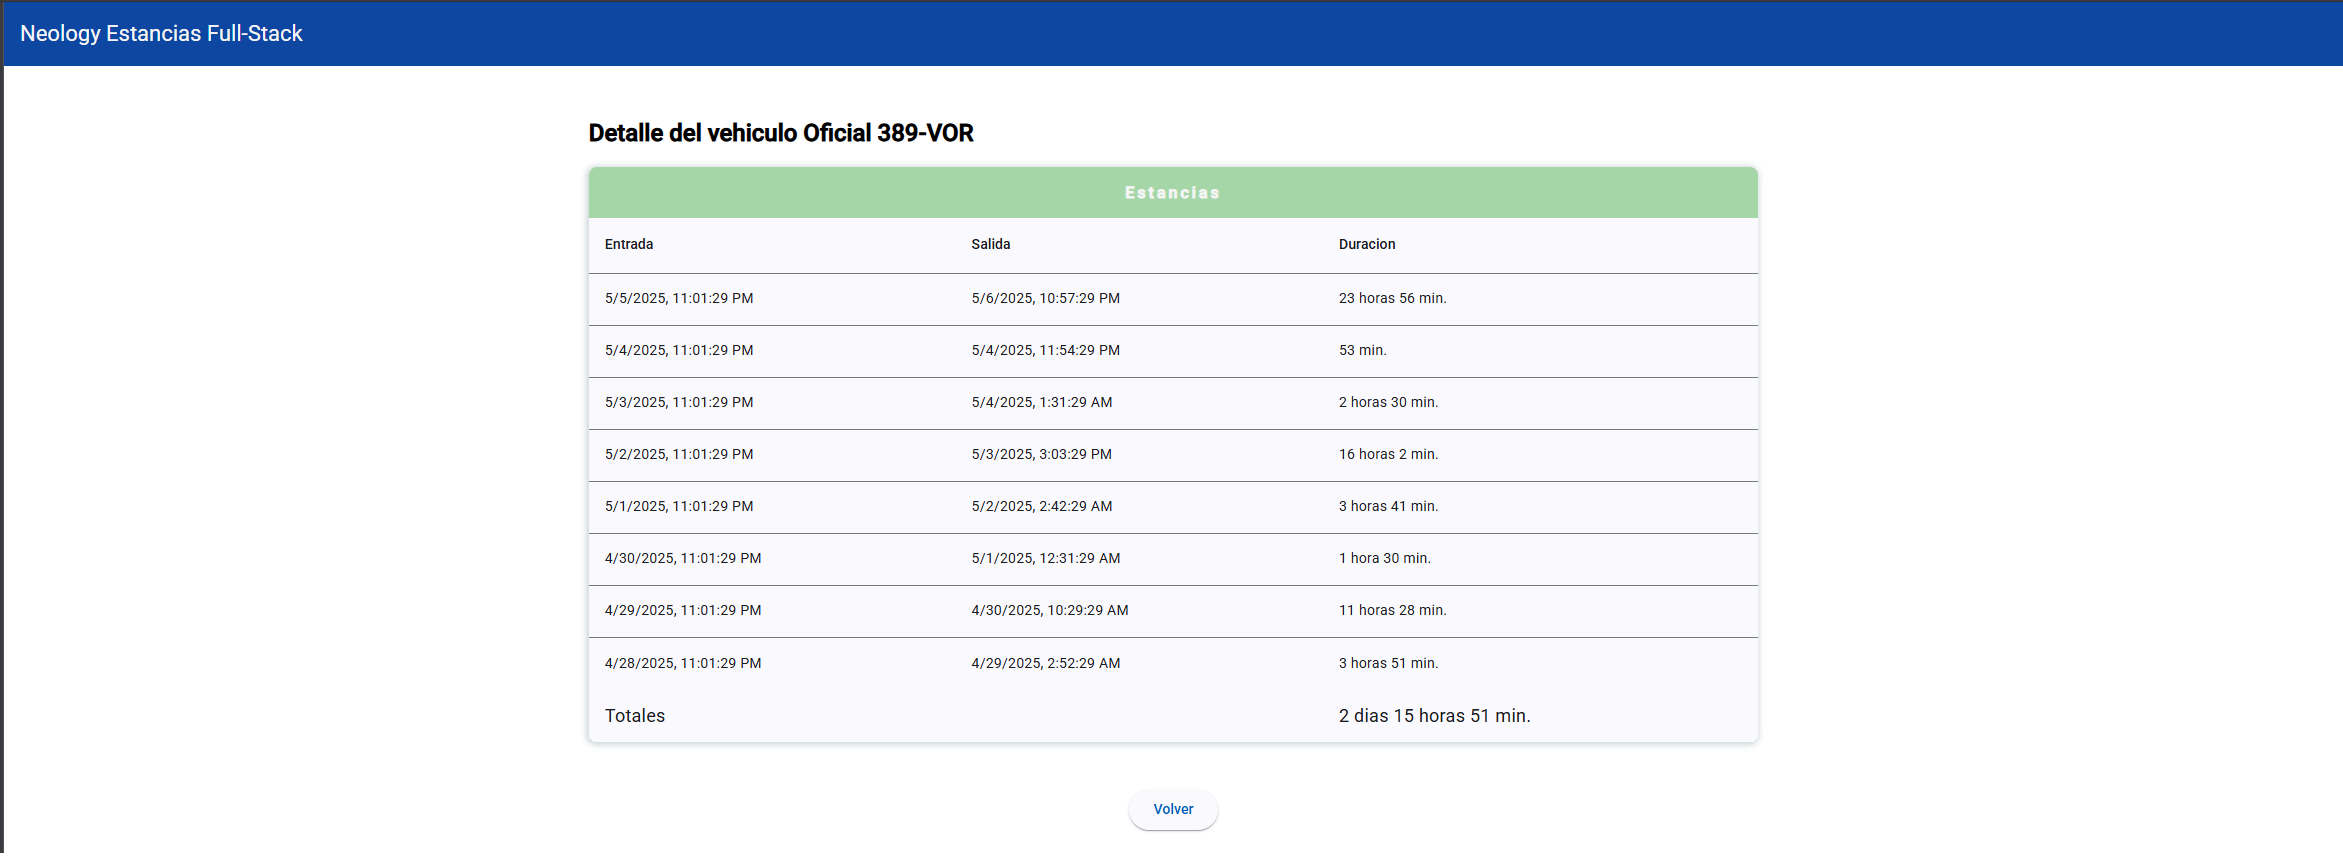 Neology Estancias Full-Stack
Detalle del vehiculo Oficial 389-VOR
Estancias
Entrada Salida Duracion
5/5/2025, 11:01:29 PM 5/6/2025, 10:57:29 PM 23 horas 56 min.
5/4/2025, 11:01:29 PM 5/4/2025, 11:54:29 PM 53 min.
5/3/2025, 11:01:29 PM 5/4/2025, 1:31:29 AM 2 horas 30 min.
5/2/2025, 11:01:29 PM 5/3/2025, 3:03:29 PM 16 horas 2 min.
5/1/2025, 11:01:29 PM 5/2/2025, 2:42:29 AM 3 horas 41 min.
4/30/2025, 11:01:29 PM 5/1/2025, 12:31:29 AM 1 hora 30 min.
4/29/2025, 11:01:29 PM 4/30/2025, 10:29:29 AM 11 horas 28 min.
4/28/2025, 11:01:29 PM 4/29/2025, 2:52:29 AM 3 horas 51 min.
Totales 2 dias 15 horas 51 min.
Volver